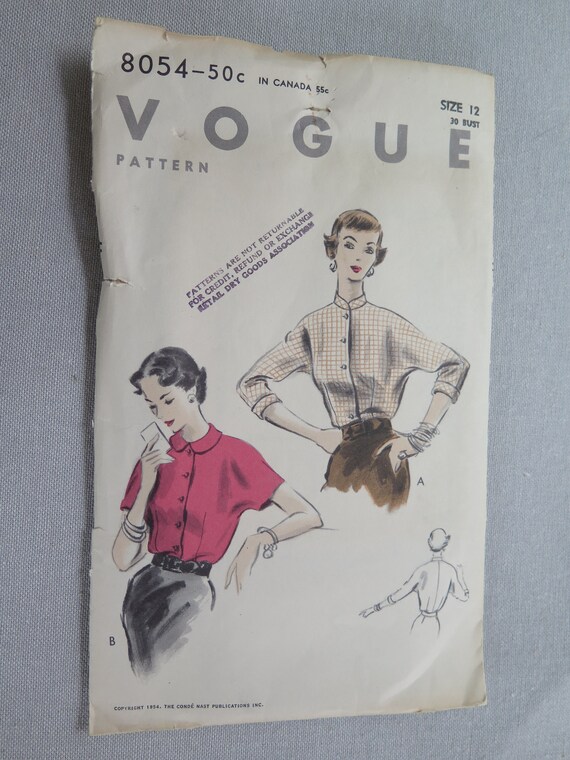 8054-50c IN CANADA 55c
SIZE 12
30 BUST
VOGUE
PATTERN
PATTERNS ARE NOT RETURNABLE
FOR CREDIT, REFUND OR EXCHANGE
RETAIL DRY GOODS ASSOCIATION
A
B
COPYRIGHT 1954, THE CONDÉ NAST PUBLICATIONS INC.